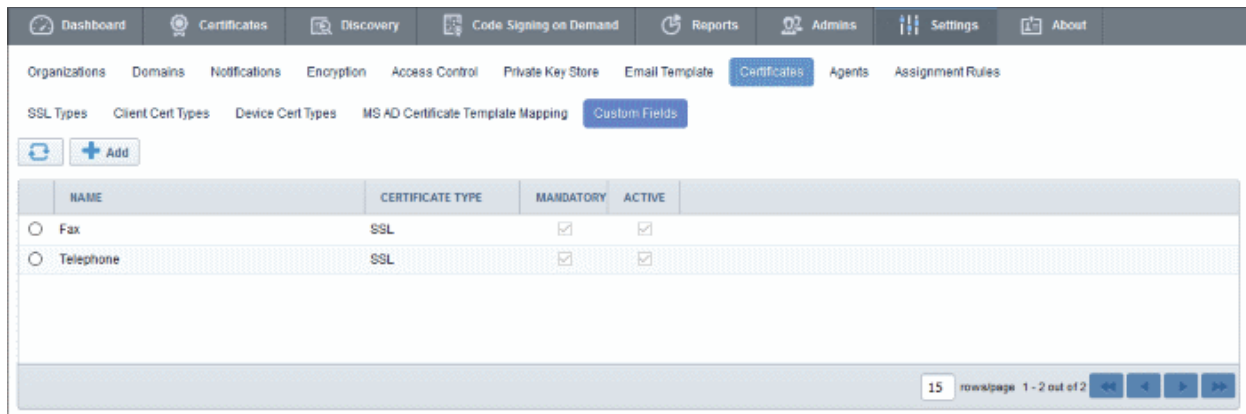 Dashboard Certificates Discovery Code Signing on Demand Reports Admins Settings About
Organizations Domains Notifications Encryption Access Control Private Key Store Email Template Certificates Agents Assignment Rules
SSL Types Client Cert Types Device Cert Types MS AD Certificate Template Mapping Custom Fields
Add
NAME CERTIFICATE TYPE MANDATORY ACTIVE
Fax SSL
Telephone SSL
15 rows/page 1 - 2 out of 2